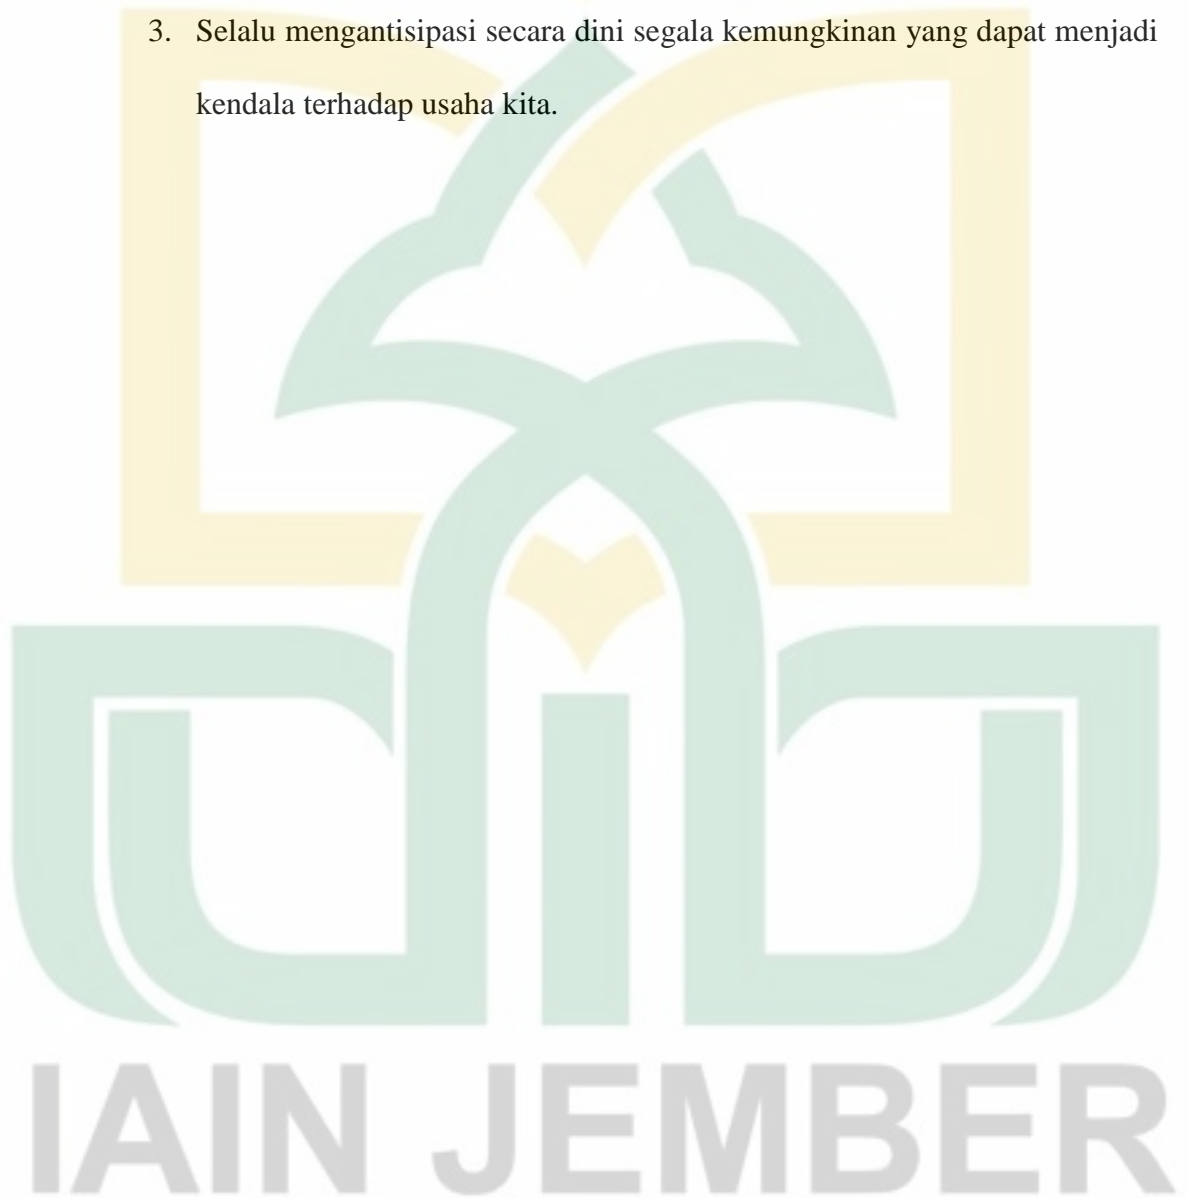 3. Selalu mengantisipasi secara dini segala kemungkinan yang dapat menjadi
kendala terhadap usaha kita.
IAIN JEMBER